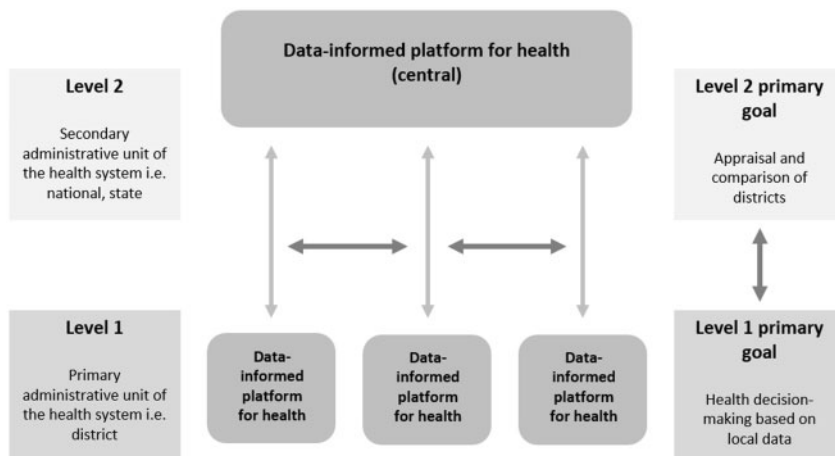 Data-informed platform for health
(central)
Level 2
Secondary
administrative unit of
the health system i.e.
national, state
Level 2 primary
goal
Appraisal and
comparison of
districts
Level 1
Primary
administrative unit of
the health system i.e.
district
Data-
informed
platform
for health
Data-
informed
platform
for health
Data-
informed
platform
for health
Level 1 primary
goal
Health decision-
making based on
local data